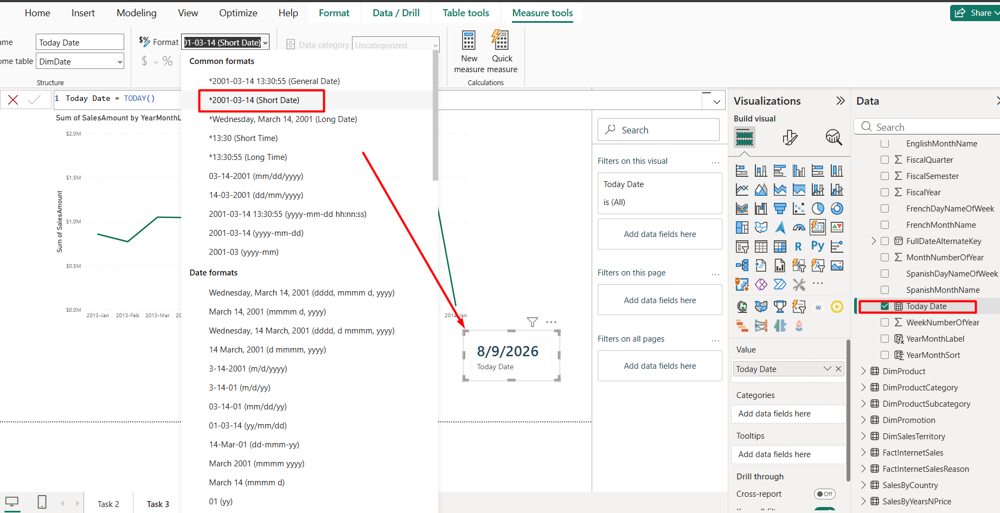 Home Insert Modeling View Optimize Help Format Data / Drill Table tools Measure tools Share
ame Today Date
$% Format 01-03-14 (Short Date)
Data category Uncategorized
ome table DimDate
$ %
New measure
Quick measure
Structure
Calculations
Common formats
*2001-03-14 13:30:55 (General Date)
*2001-03-14 (Short Date)
*Wednesday, March 14, 2001 (Long Date)
*13:30 (Short Time)
*13:30:55 (Long Time)
03-14-2001 (mm/dd/yyyy)
14-03-2001 (dd/mm/yyyy)
2001-03-14 13:30:55 (yyyy-mm-dd hh:nn:ss)
2001-03-14 (yyyy-mm-dd)
2001-03 (yyyy-mm)
Date formats
Wednesday, March 14, 2001 (dddd, mmmm d, yyyy)
March 14, 2001 (mmmm d, yyyy)
Wednesday, 14 March, 2001 (dddd, d mmmm, yyyy)
14 March, 2001 (d mmmm, yyyy)
3-14-2001 (m/d/yyyy)
3-14-01 (m/d/yy)
03-14-01 (mm/dd/yy)
01-03-14 (yy/mm/dd)
14-Mar-01 (dd-mmm-yy)
March 2001 (mmmm yyyy)
March 14 (mmmm d)
01 (yy)
1 Today Date = TODAY()
Sum of SalesAmount by YearMonthL
Sum of SalesAmount
$2.0M
$1.5M
$1.0M
$0.5M
$0.0M
2013-Jan 2013-Feb 2013-Mar 20
2014-Jan
8/9/2026
Today Date
Task 2 Task 3
Search
Filters on this visual ...
Today Date
is (All)
Add data fields here
Filters on this page ...
Add data fields here
Filters on all pages ...
Add data fields here
Visualizations
Build visual
123
R Py
...
W
Value
Today Date
Categories
Add data fields here
Tooltips
Add data fields here
Drill through
Cross-report Off
Data
Search
EnglishMonthName
FiscalQuarter
FiscalSemester
FiscalYear
FrenchDayNameOfWeek
FrenchMonthName
FullDateAlternateKey
MonthNumberOfYear
SpanishDayNameOfWeek
SpanishMonthName
Today Date
WeekNumberOfYear
YearMonthLabel
YearMonthSort
DimProduct
DimProductCategory
DimProductSubcategory
DimPromotion
DimSalesTerritory
FactInternetSales
FactInternetSalesReason
SalesByCountry
SalesByYearsNPrice